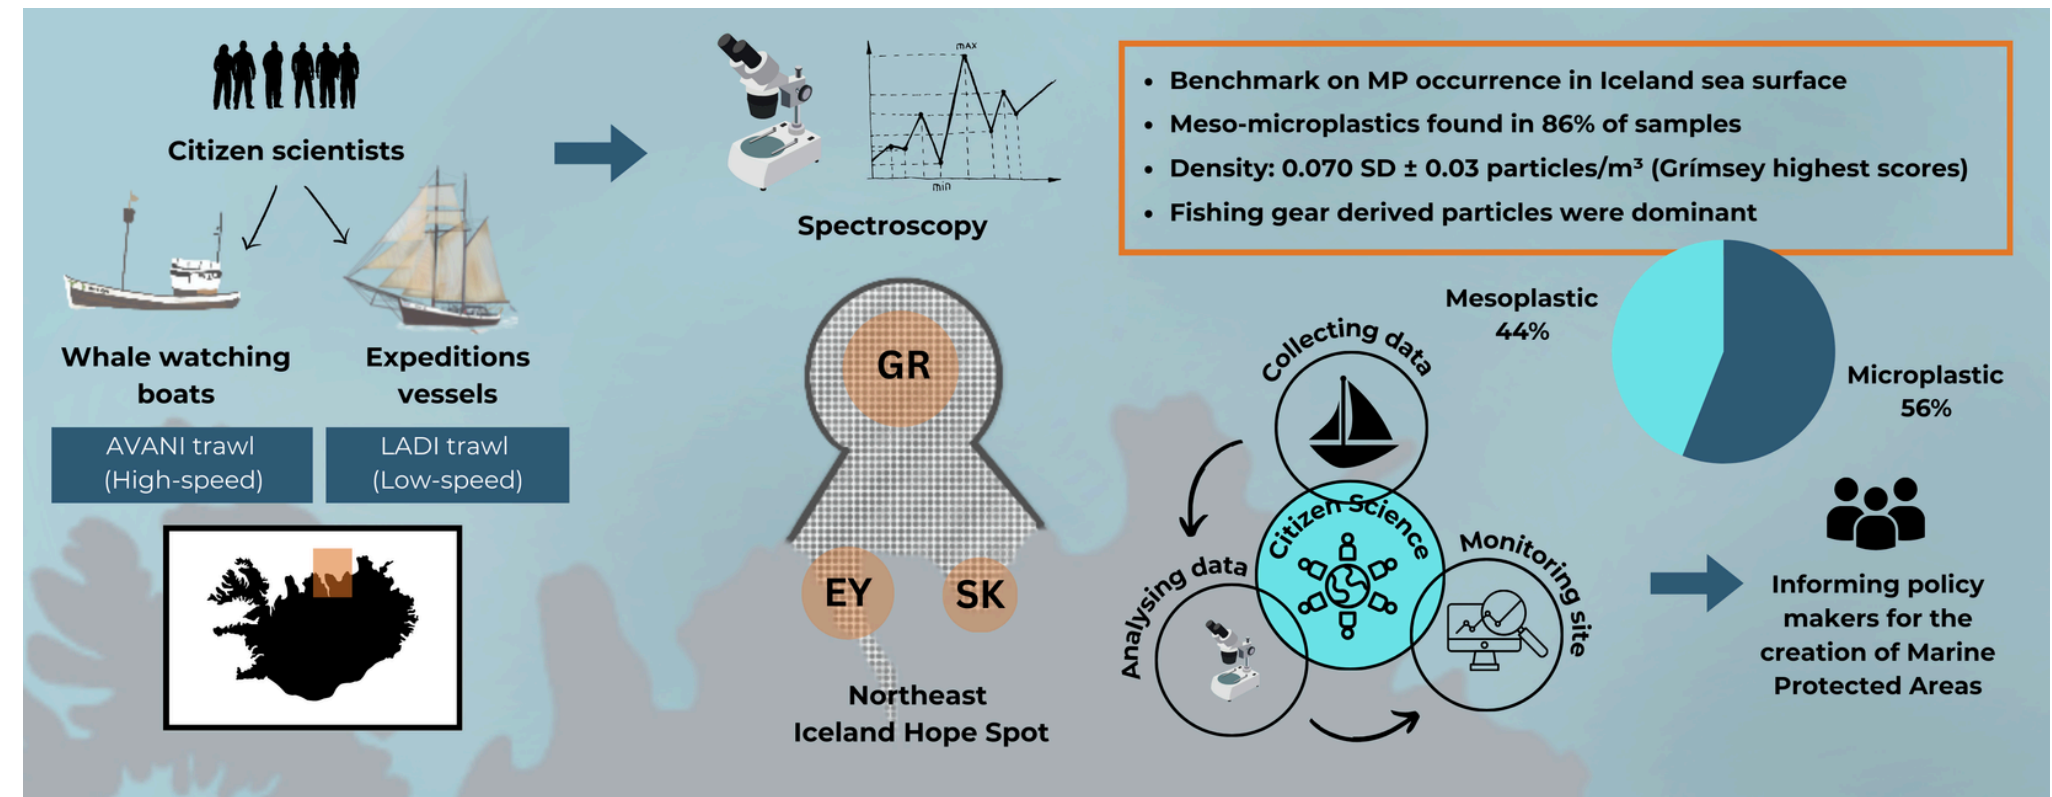 Citizen scientists
Whale watching
boats
Expeditions
vessels
AVANI trawl
(High-speed)
LADI trawl
(Low-speed)
max
min
Spectroscopy
GR
EY
SK
Northeast
Iceland Hope Spot
• Benchmark on MP occurrence in Iceland sea surface
• Meso-microplastics found in 86% of samples
• Density: 0.070 SD ± 0.03 particles/m³ (Grímsey highest scores)
• Fishing gear derived particles were dominant
Mesoplastic
44%
Microplastic
56%
Collecting data
Citizen Science
Analysing data
Monitoring site
Informing policy
makers for the
creation of Marine
Protected Areas